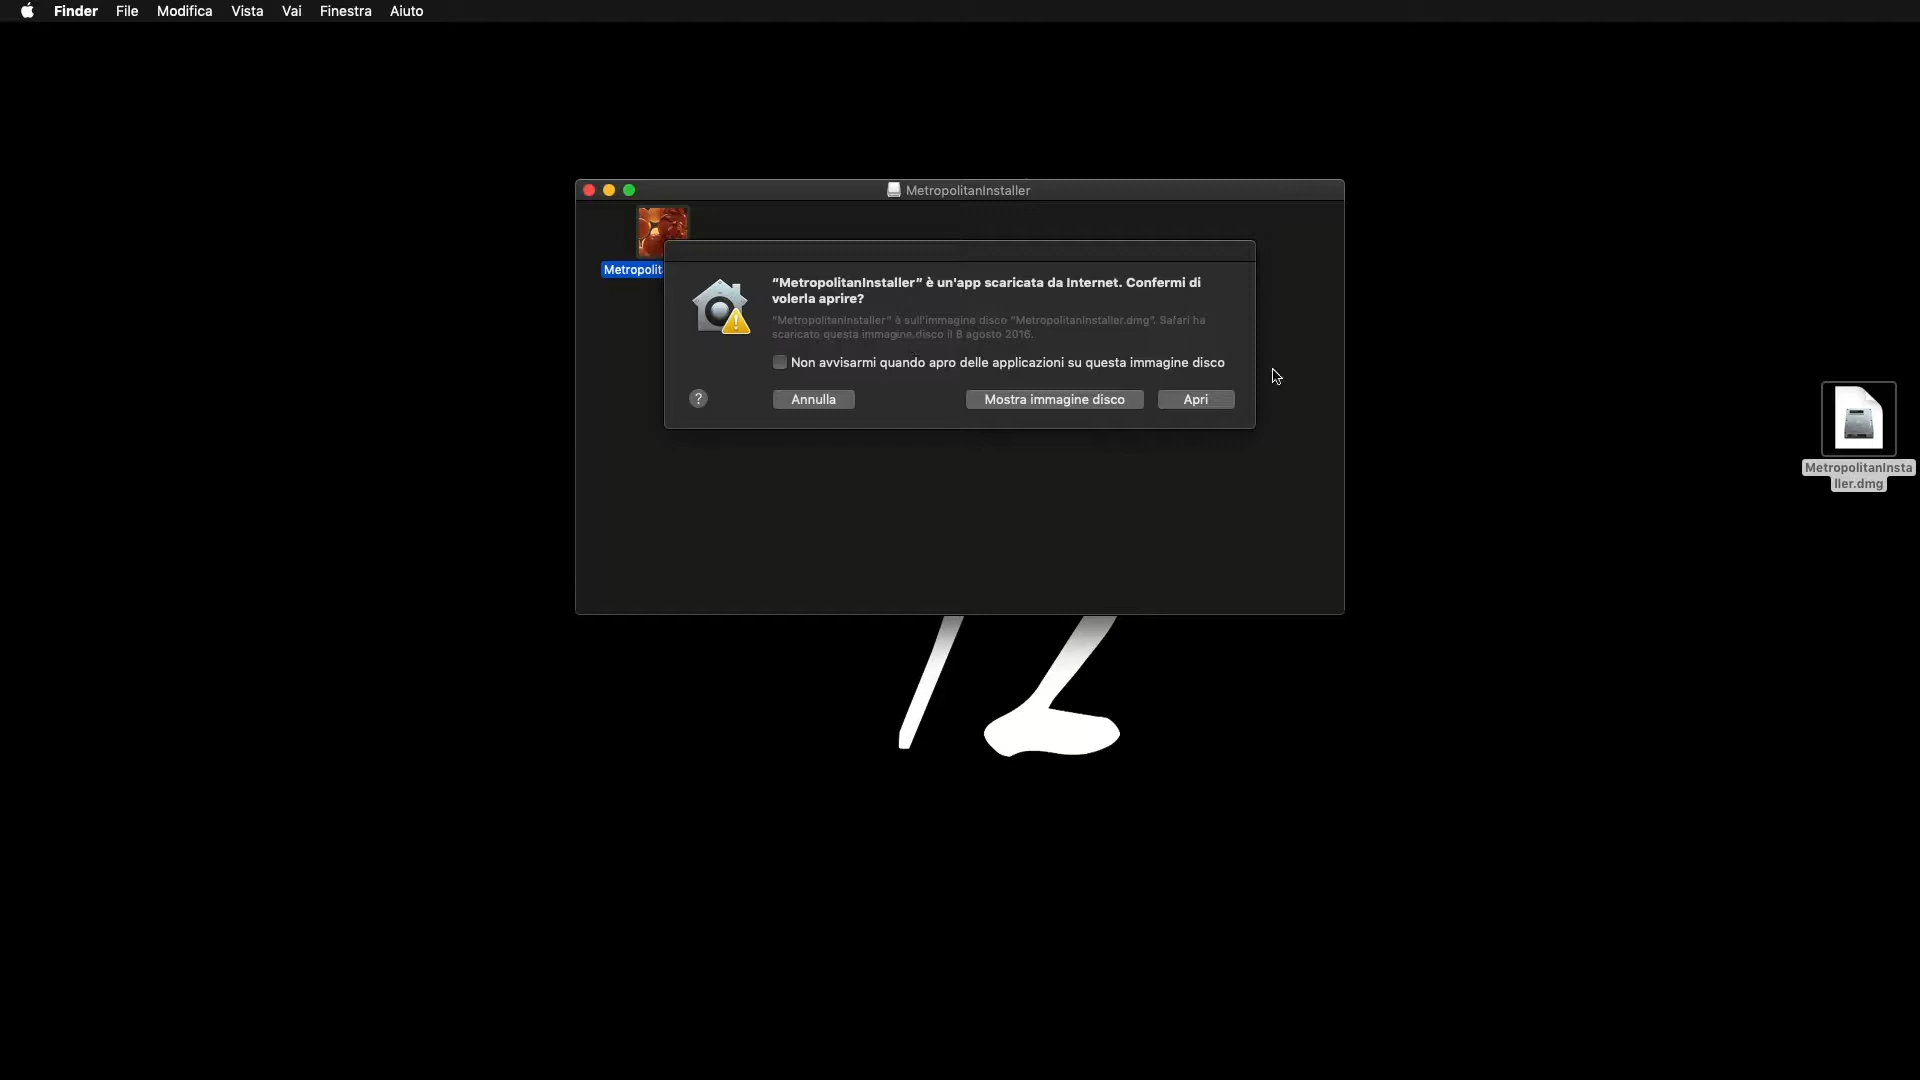 Finder File Modifica Vista Vai Finestra Aiuto
MetropolitanInstaller
Metropolit
“MetropolitanInstaller” è un'app scaricata da Internet. Confermi di
volerla aprire?
“MetropolitanInstaller” è sull'immagine disco “MetropolitanInstaller.dmg”. Safari ha
scaricato questa immagine disco il 8 agosto 2016.
Non avvisarmi quando apro delle applicazioni su questa immagine disco
? Annulla Mostra immagine disco Apri
MetropolitanInsta
ller.dmg
12